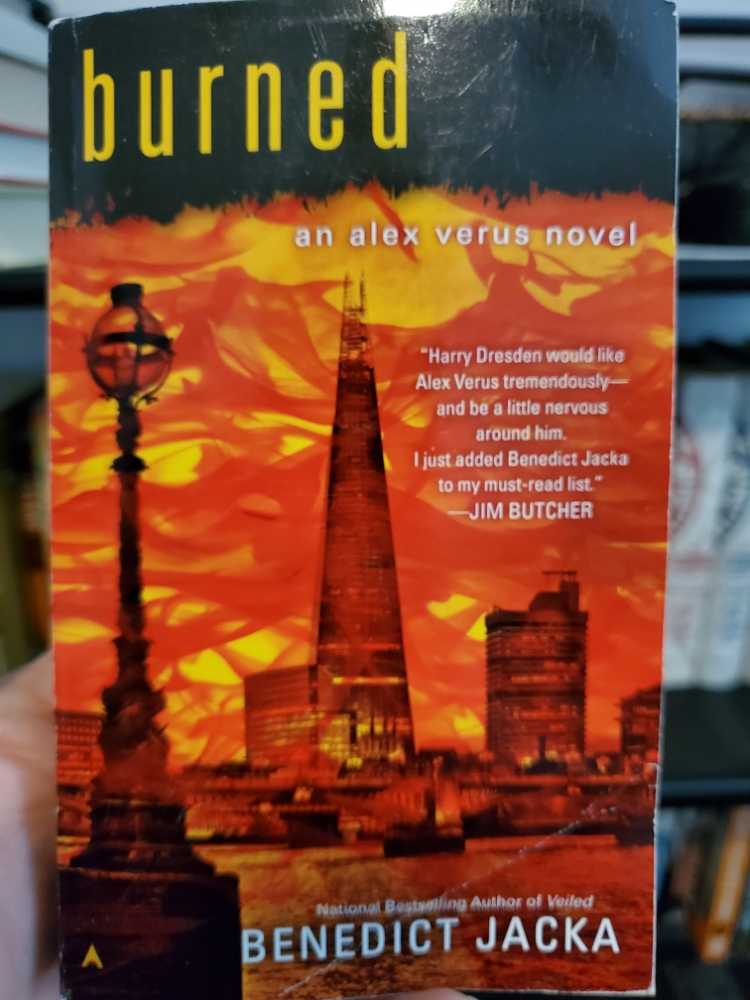 burned
an alex verus novel
"Harry Dresden would like
Alex Verus tremendously—
and be a little nervous
around him.
I just added Benedict Jacka
to my must-read list."
—JIM BUTCHER
National Bestselling Author of Veiled
BENEDICT JACKA